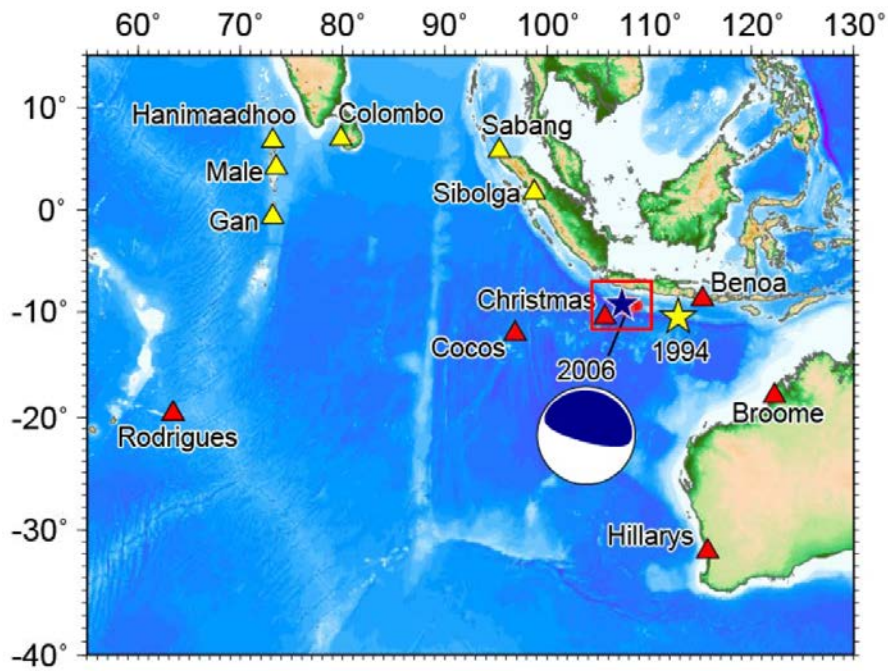 60° 70° 80° 90° 100° 110° 120° 130°
10°
Hanimaadhoo
Colombo
Sabang
Male
Sibolga
0°
Gan
Benoa
Christmas
-10°
Cocos
1994
2006
Broome
-20°
Rodrigues
-30°
Hillarys
-40°